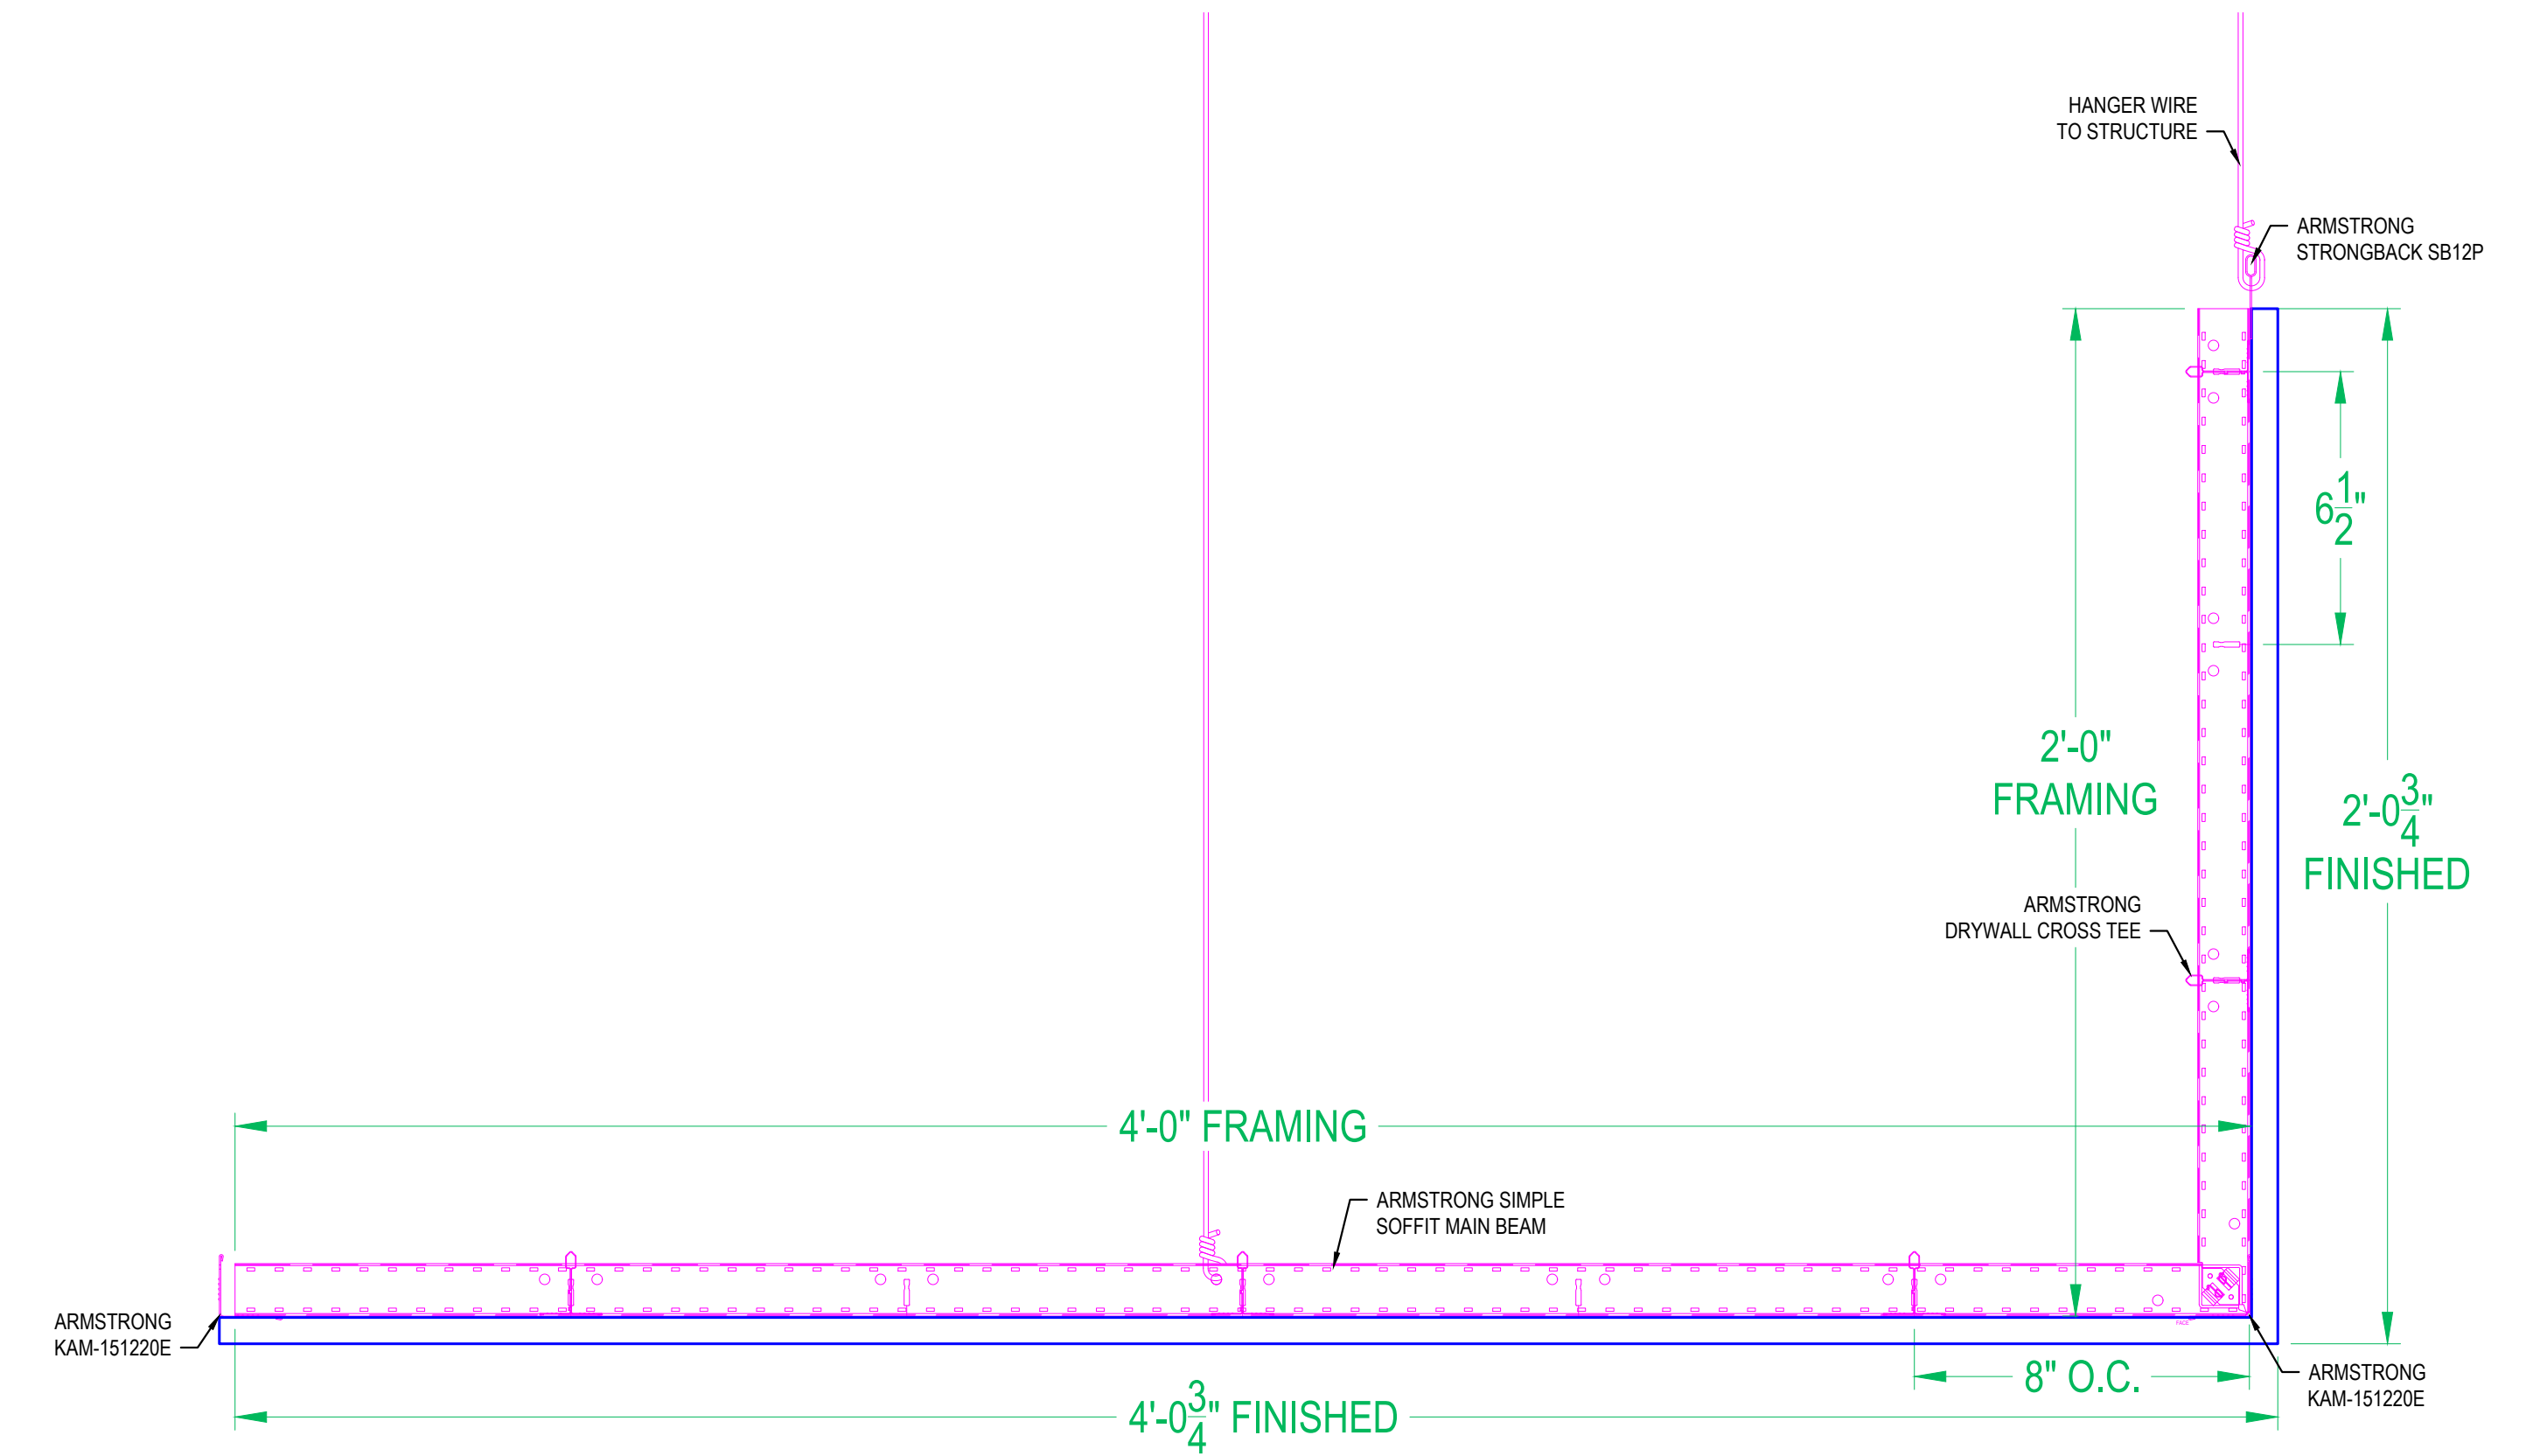 HANGER WIRE
TO STRUCTURE
ARMSTRONG
STRONGBACK SB12P
6 1/2"
2'-0"
FRAMING
2'-0 3/4"
FINISHED
ARMSTRONG
DRYWALL CROSS TEE
4'-0" FRAMING
ARMSTRONG SIMPLE
SOFFIT MAIN BEAM
ARMSTRONG
KAM-151220E
FACE
8" O.C.
ARMSTRONG
KAM-151220E
4'-0 3/4" FINISHED